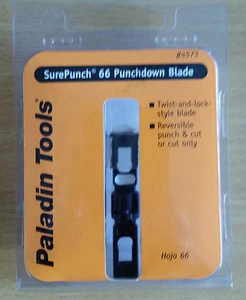 #4572
SurePunch® 66 Punchdown Blade
Paladin Tools®
■ Twist-and-lock-
style blade
■ Reversible
punch & cut
or cut only
Hoja 66